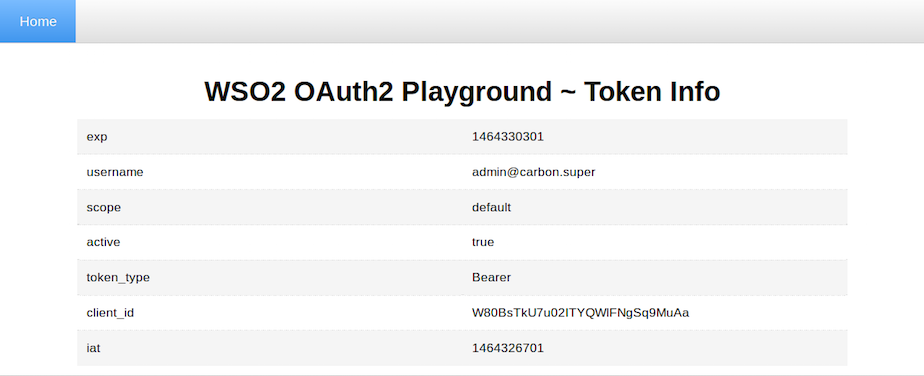 Home
WSO2 OAuth2 Playground ~ Token Info
exp 1464330301
username admin@carbon.super
scope default
active true
token_type Bearer
client_id W80BsTkU7u02ITYQWlFNgSq9MuAa
iat 1464326701